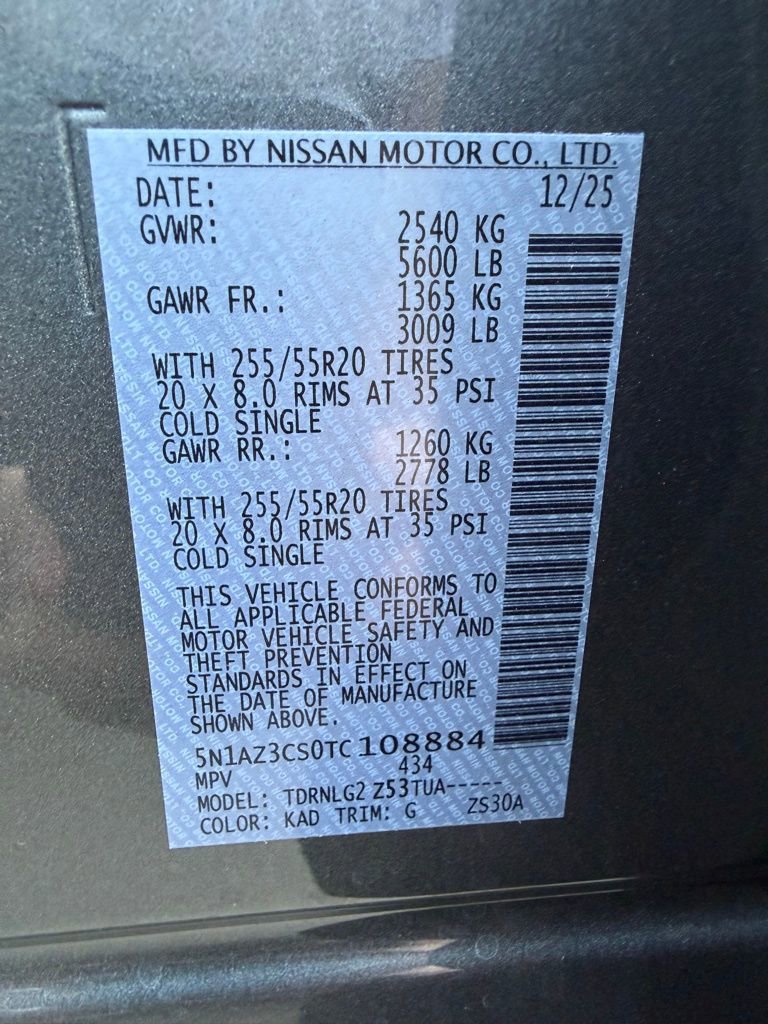 MFD BY NISSAN MOTOR CO., LTD.
DATE: 12/25
GVWR: 2540 KG
5600 LB
GAWR FR.: 1365 KG
3009 LB
WITH 255/55R20 TIRES
20 X 8.0 RIMS AT 35 PSI
COLD SINGLE
GAWR RR.: 1260 KG
2778 LB
WITH 255/55R20 TIRES
20 X 8.0 RIMS AT 35 PSI
COLD SINGLE
THIS VEHICLE CONFORMS TO
ALL APPLICABLE FEDERAL
MOTOR VEHICLE SAFETY AND
THEFT PREVENTION
STANDARDS IN EFFECT ON
THE DATE OF MANUFACTURE
SHOWN ABOVE.
5N1AZ3CS0TC108884
MPV 434
MODEL: TDRNLG2 Z53TUA-----
COLOR: KAD TRIM: G ZS30A